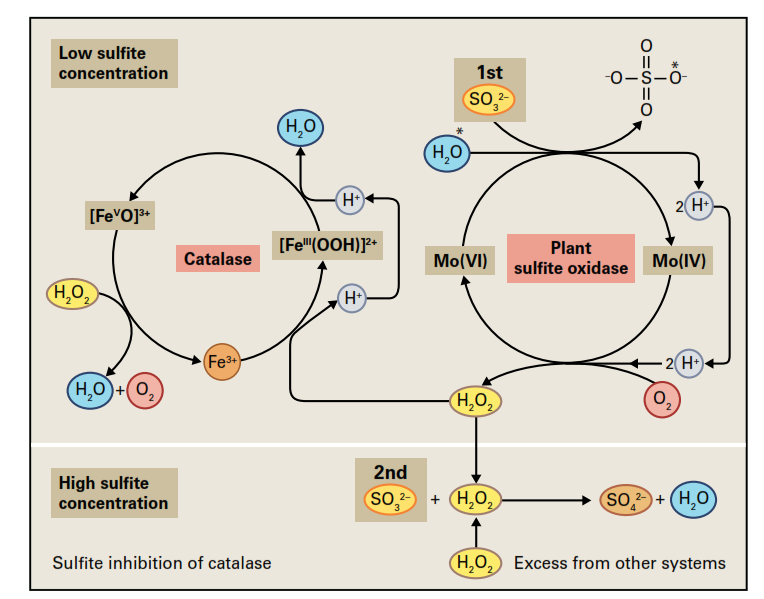 Low sulfite
concentration
1st
SO₃²⁻
O
⁻O–S–O⁻
*
O
H₂O
H₂O
*
H⁺
2 H⁺
[FeⱽO]³⁺
[Feᴵᴵᴵ(OOH)]²⁺
Catalase
Mo(VI)
Plant
sulfite oxidase
Mo(IV)
H₂O₂
H⁺
Fe³⁺
2 H⁺
H₂O + O₂
H₂O₂
O₂
High sulfite
concentration
2nd
SO₃²⁻ + H₂O₂
SO₄²⁻ + H₂O
Sulfite inhibition of catalase
H₂O₂
Excess from other systems